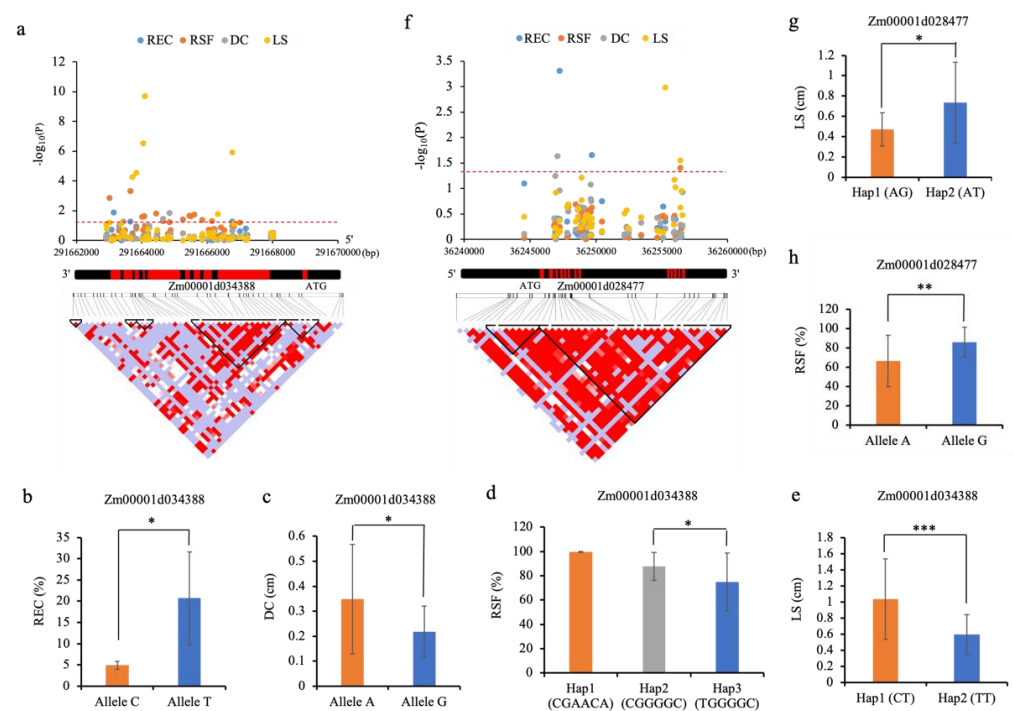 a
REC RSF DC LS
-log10(P)
12
10
8
6
4
2
0
291662000 291664000 291666000 291668000 291670000(bp)
5'
3'
Zm00001d034388 ATG
f
REC RSF DC LS
-log10(P)
3.5
3
2.5
2
1.5
1
0.5
0
36240000 36245000 36250000 36255000 36260000(bp)
5' 3'
ATG Zm00001d028477
g
Zm00001d028477
*
LS (cm)
1.2
1
0.8
0.6
0.4
0.2
0
Hap1 (AG) Hap2 (AT)
h
Zm00001d028477
**
RSF (%)
120
100
80
60
40
20
0
Allele A Allele G
b
Zm00001d034388
*
REC (%)
35
30
25
20
15
10
5
0
Allele C Allele T
c
Zm00001d034388
*
DC (cm)
0.6
0.5
0.4
0.3
0.2
0.1
0
Allele A Allele G
d
Zm00001d034388
*
RSF (%)
120
100
80
60
40
20
0
Hap1 Hap2 Hap3
(CGAACA) (CGGGGC) (TGGGGC)
e
Zm00001d034388
***
LS (cm)
1.8
1.6
1.4
1.2
1
0.8
0.6
0.4
0.2
0
Hap1 (CT) Hap2 (TT)